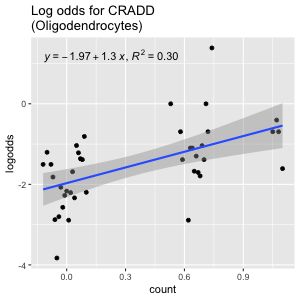 Log odds for CRADD
(Oligodendrocytes)
y = −1.97 + 1.3 x, R² = 0.30
0
-2
-4
logodds
0.0 0.3 0.6 0.9
count